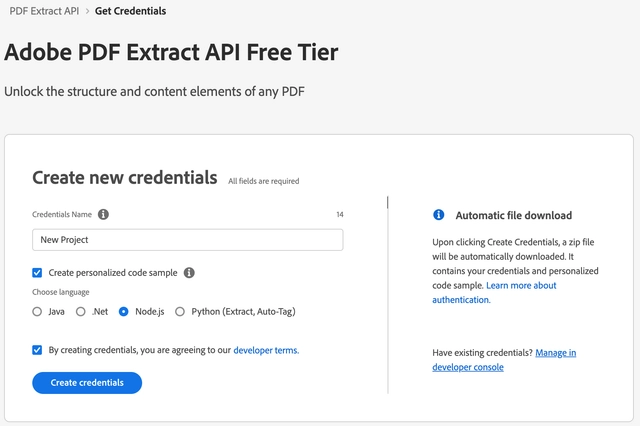 PDF Extract API > Get Credentials
Adobe PDF Extract API Free Tier
Unlock the structure and content elements of any PDF
Create new credentials All fields are required
Credentials Name 14
New Project
Create personalized code sample
Choose language
Java .Net Node.js Python (Extract, Auto-Tag)
By creating credentials, you are agreeing to our developer terms.
Create credentials
Automatic file download
Upon clicking Create Credentials, a zip file
will be automatically downloaded. It
contains your credentials and personalized
code sample. Learn more about
authentication.
Have existing credentials? Manage in
developer console